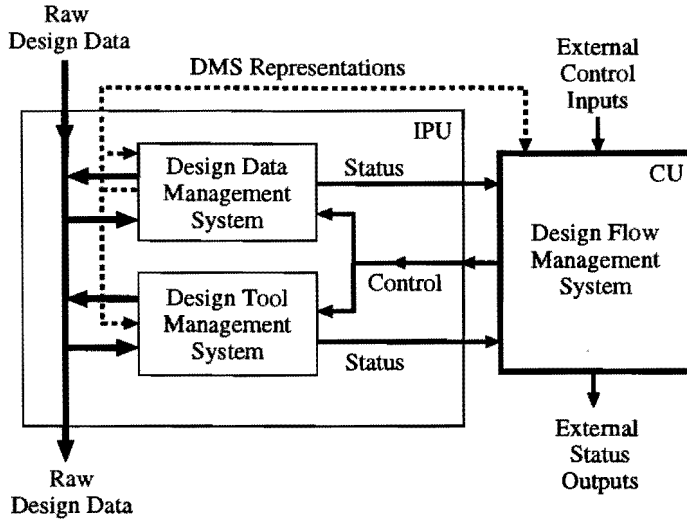 Raw
Design Data
DMS Representations
External
Control
Inputs
IPU
CU
Design Data
Management
System
Status
Design Flow
Management
System
Control
Design Tool
Management
System
Status
Raw
Design Data
External
Status
Outputs